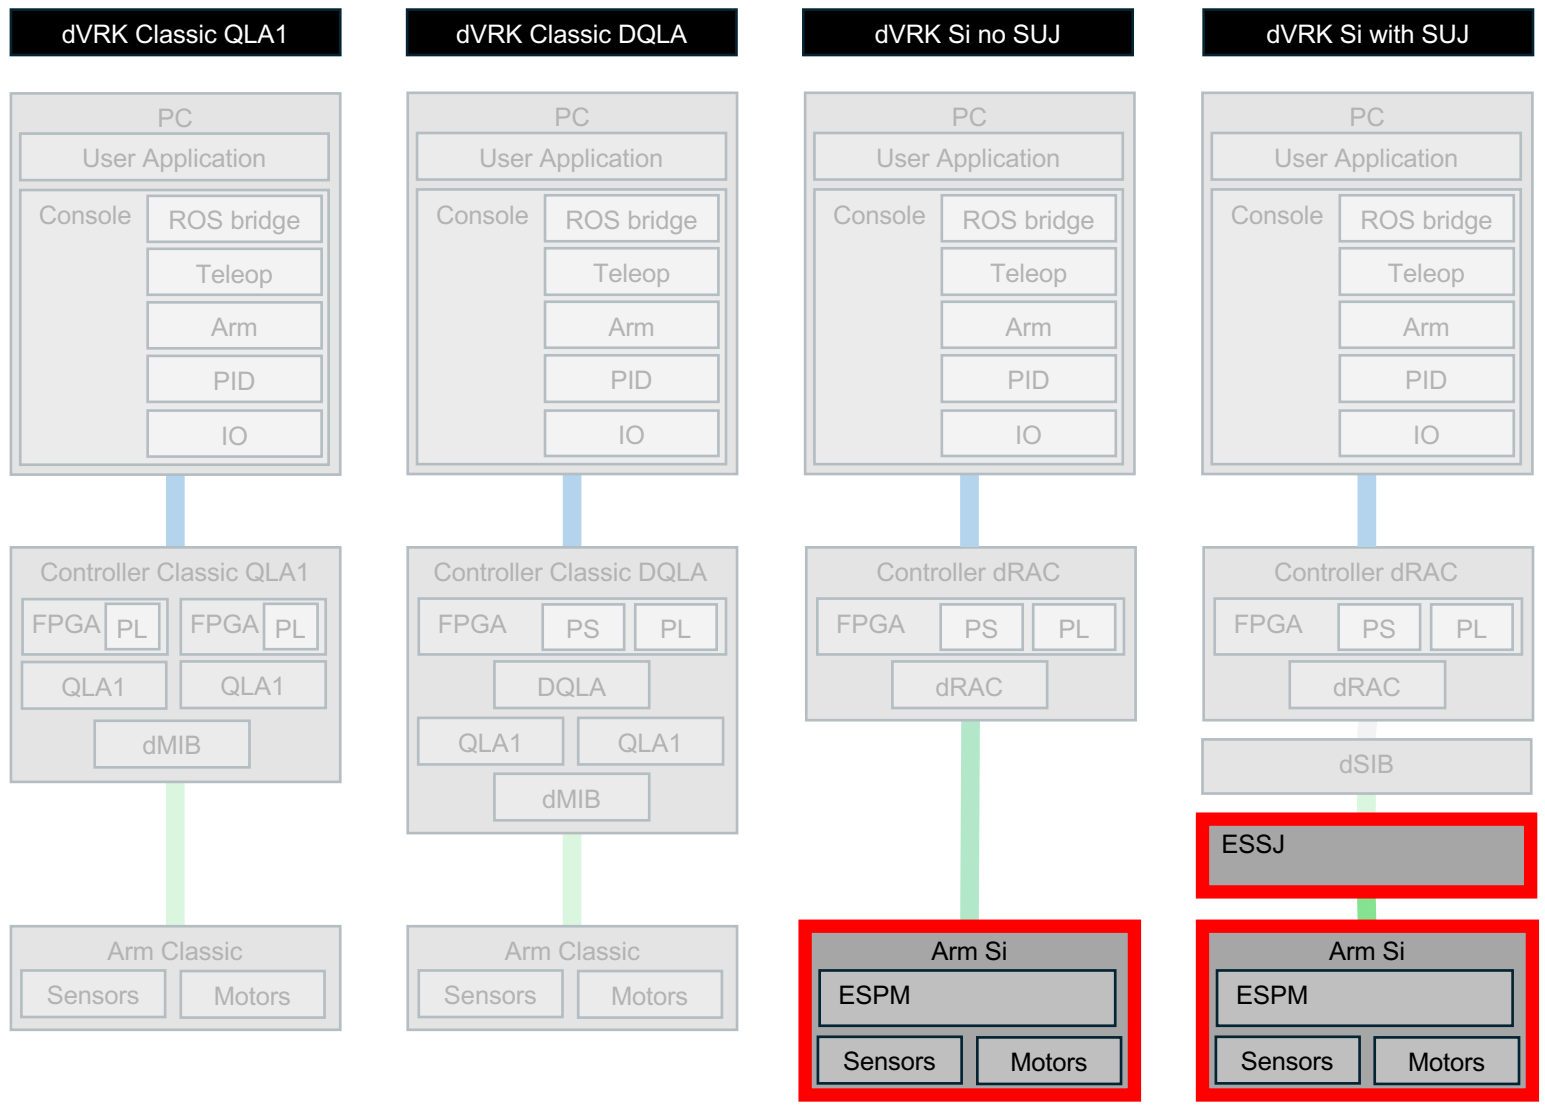 dVRK Classic QLA1
PC
User Application
Console
ROS bridge
Teleop
Arm
PID
IO
Controller Classic QLA1
FPGA
PL
FPGA
PL
QLA1
QLA1
dMIB
Arm Classic
Sensors
Motors
dVRK Classic DQLA
PC
User Application
Console
ROS bridge
Teleop
Arm
PID
IO
Controller Classic DQLA
FPGA
PS
PL
DQLA
QLA1
QLA1
dMIB
Arm Classic
Sensors
Motors
dVRK Si no SUJ
PC
User Application
Console
ROS bridge
Teleop
Arm
PID
IO
Controller dRAC
FPGA
PS
PL
dRAC
Arm Si
ESPM
Sensors
Motors
dVRK Si with SUJ
PC
User Application
Console
ROS bridge
Teleop
Arm
PID
IO
Controller dRAC
FPGA
PS
PL
dRAC
dSIB
ESSJ
Arm Si
ESPM
Sensors
Motors